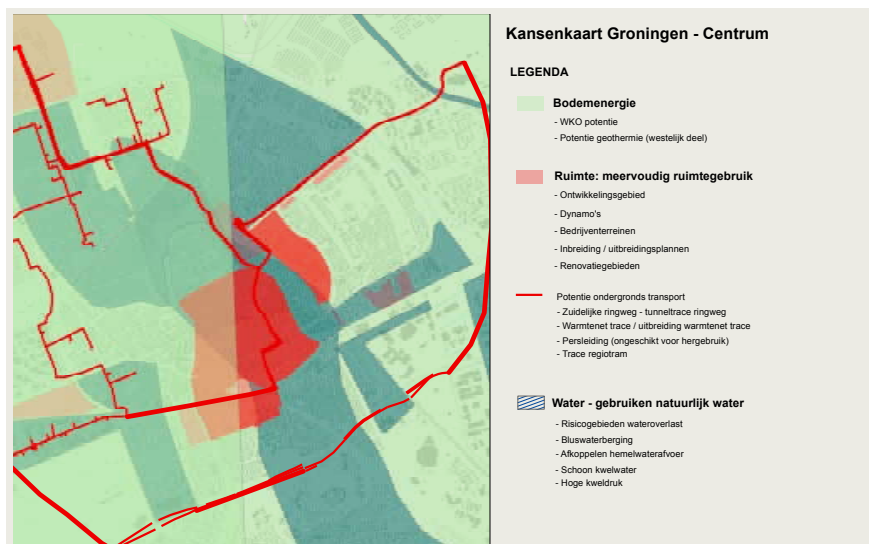 Kansenkaart Groningen - Centrum
LEGENDA
Bodemenergie
- WKO potentie
- Potentie geothermie (westelijk deel)
Ruimte: meervoudig ruimtegebruik
- Ontwikkelingsgebied
- Dynamo's
- Bedrijventerreinen
- Inbreiding / uitbreidingsplannen
- Renovatiegebieden
Potentie ondergronds transport
- Zuidelijke ringweg - tunneltrace ringweg
- Warmtenet trace / uitbreiding warmtenet trace
- Persleiding (ongeschikt voor hergebruik)
- Trace regiotram
Water - gebruiken natuurlijk water
- Risicogebieden wateroverlast
- Bluswaterberging
- Afkoppelen hemelwaterafvoer
- Schoon kwelwater
- Hoge kweldruk